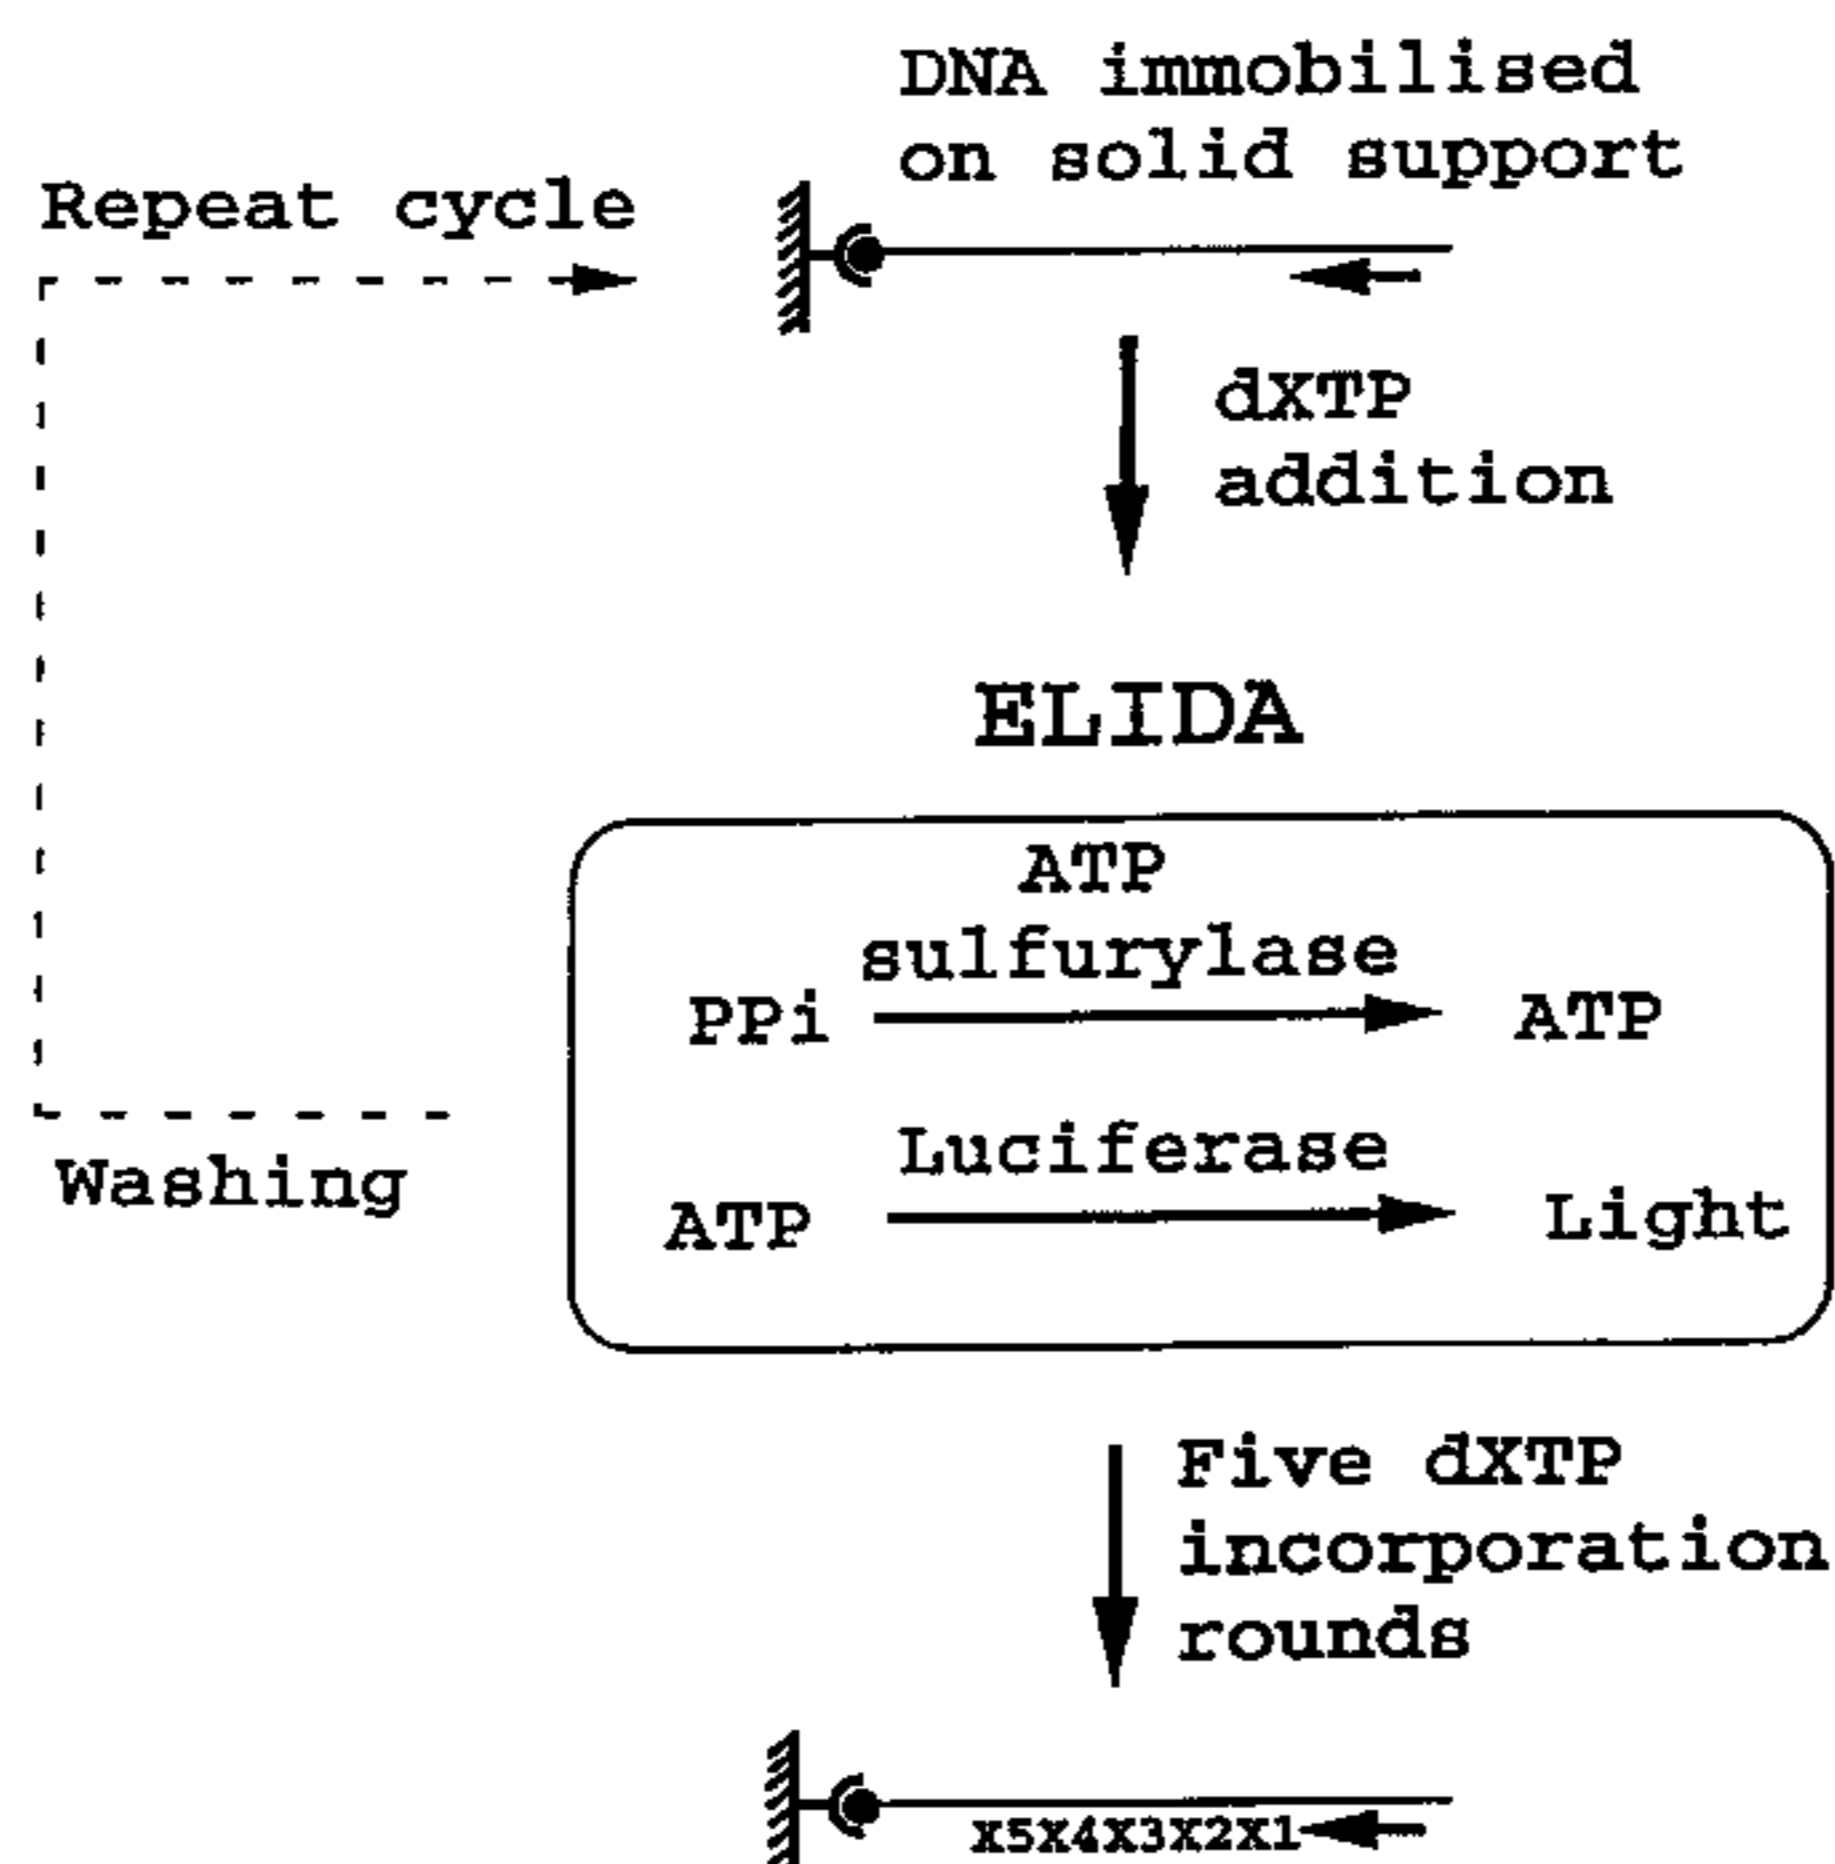 DNA immobilised
on solid support
Repeat cycle
dXTP
addition
ELIDA
ATP
sulfurylase
PPi ATP
Luciferase
ATP Light
Washing
Five dXTP
incorporation
rounds
X5X4X3X2X1